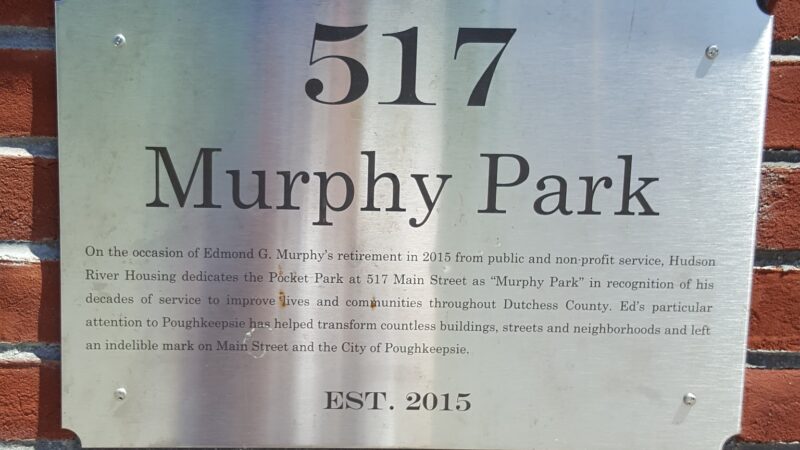 517
Murphy Park
On the occasion of Edmond G. Murphy's retirement in 2015 from public and non-profit service, Hudson
River Housing dedicates the Pocket Park at 517 Main Street as "Murphy Park" in recognition of his
decades of service to improve lives and communities throughout Dutchess County. Ed's particular
attention to Poughkeepsie has helped transform countless buildings, streets and neighborhoods and left
an indelible mark on Main Street and the City of Poughkeepsie.
EST. 2015